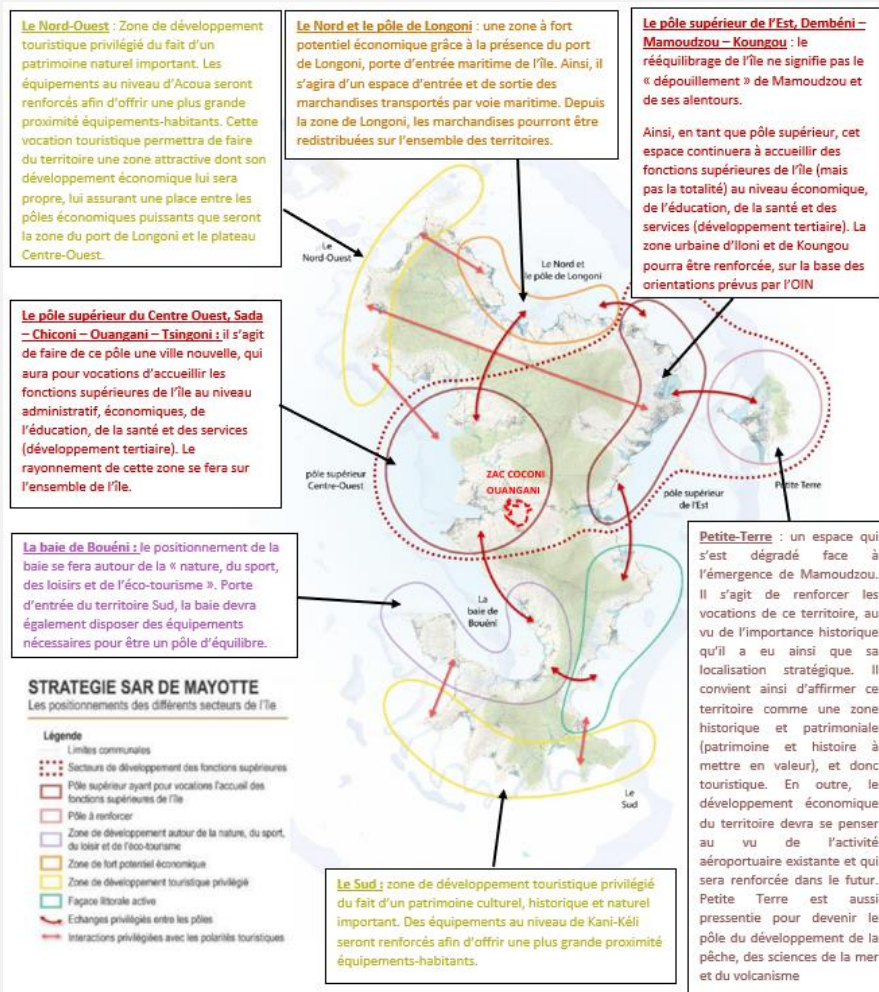 Le Nord-Ouest : Zone de développement
touristique privilégié du fait d'un
patrimoine naturel important. Les
équipements au niveau d'Acoua seront
renforcés afin d'offrir une plus grande
proximité équipements-habitants. Cette
vocation touristique permettra de faire
du territoire une zone attractive dont son
développement économique lui sera
propre, lui assurant une place entre les
pôles économiques puissants que seront
la zone du port de Longoni et le plateau
Centre-Ouest.
Le Nord et le pôle de Longoni : une zone à fort
potentiel économique grâce à la présence du port
de Longoni, porte d'entrée maritime de l'île. Ainsi, il
s'agira d'un espace d'entrée et de sortie des
marchandises transportés par voie maritime. Depuis
la zone de Longoni, les marchandises pourront être
redistribuées sur l'ensemble des territoires.
Le pôle supérieur de l'Est, Dembéni –
Mamoudzou – Koungou : le
rééquilibrage de l'île ne signifie pas le
« dépouillement » de Mamoudzou et
de ses alentours.
Ainsi, en tant que pôle supérieur, cet
espace continuera à accueillir des
fonctions supérieures de l'île (mais
pas la totalité) au niveau économique,
de l'éducation, de la santé et des
services (développement tertiaire). La
zone urbaine d'Iloni et de Koungou
pourra être renforcée, sur la base des
orientations prévus par l'OIN
Le
Nord-Ouest
Le Nord et
le pôle de Longoni
Le pôle supérieur du Centre Ouest, Sada
– Chiconi – Ouangani – Tsingoni : il s'agit
de faire de ce pôle une ville nouvelle, qui
aura pour vocations d'accueillir les
fonctions supérieures de l'île au niveau
administratif, économiques, de
l'éducation, de la santé et des services
(développement tertiaire). Le
rayonnement de cette zone se fera sur
l'ensemble de l'île.
pôle supérieur
Centre-Ouest
ZAC COCONI
OUANGANI
pôle supérieur
de l'Est
Petite Terre
La baie de Bouéni : le positionnement de la
baie se fera autour de la « nature, du sport,
des loisirs et de l'éco-tourisme ». Porte
d'entrée du territoire Sud, la baie devra
également disposer des équipements
nécessaires pour être un pôle d'équilibre.
La
baie de
Bouéni
Petite-Terre : un espace qui
s'est dégradé face à
l'émergence de Mamoudzou.
Il s'agit de renforcer les
vocations de ce territoire, au
vu de l'importance historique
qu'il a eu ainsi que sa
localisation stratégique. Il
convient ainsi d'affirmer ce
territoire comme une zone
historique et patrimoniale
(patrimoine et histoire à
mettre en valeur), et donc
touristique. En outre, le
développement économique
du territoire devra se penser
au vu de l'activité
aéroportuaire existante et qui
sera renforcée dans le futur.
Petite Terre est aussi
pressentie pour devenir le
pôle du développement de la
pêche, des sciences de la mer
et du volcanisme
STRATEGIE SAR DE MAYOTTE
Les positionnements des différents secteurs de l'île
Légende
Limites communales
Secteurs de développement des fonctions supérieures
Pôle supérieur ayant pour vocations l'accueil des
fonctions supérieures de l'île
Pôle à renforcer
Zone de développement autour de la nature, du sport,
du loisir et de l'éco-tourisme
Zone de fort potentiel économique
Zone de développement touristique privilégié
Façace littorale active
Echanges privilégiés entre les pôles
Interactions privilégiées avec les polarités touristiques
Le
Sud
Le Sud : zone de développement touristique privilégié
du fait d'un patrimoine culturel, historique et naturel
important. Des équipements au niveau de Kani-Kéli
seront renforcés afin d'offrir une plus grande proximité
équipements-habitants.